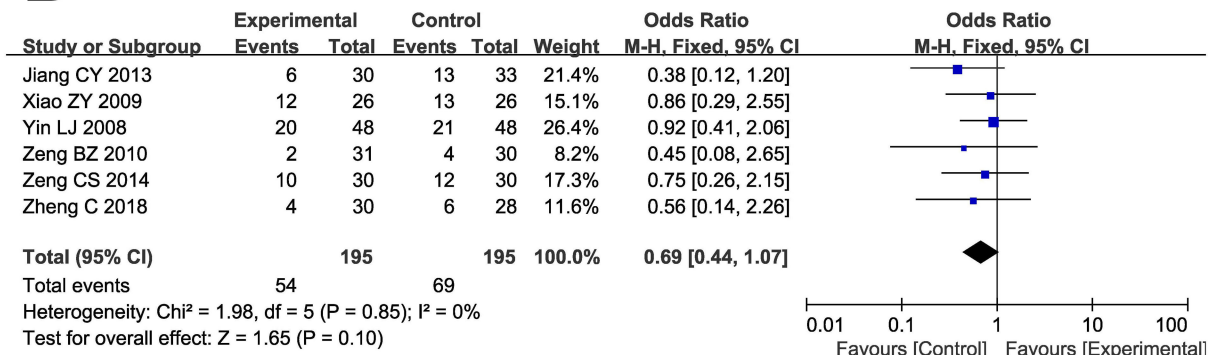 Experimental Control Odds Ratio Odds Ratio
Study or Subgroup Events Total Events Total Weight M-H, Fixed, 95% CI M-H, Fixed, 95% CI
Jiang CY 2013 6 30 13 33 21.4% 0.38 [0.12, 1.20]
Xiao ZY 2009 12 26 13 26 15.1% 0.86 [0.29, 2.55]
Yin LJ 2008 20 48 21 48 26.4% 0.92 [0.41, 2.06]
Zeng BZ 2010 2 31 4 30 8.2% 0.45 [0.08, 2.65]
Zeng CS 2014 10 30 12 30 17.3% 0.75 [0.26, 2.15]
Zheng C 2018 4 30 6 28 11.6% 0.56 [0.14, 2.26]
Total (95% CI) 195 195 100.0% 0.69 [0.44, 1.07]
Total events 54 69
Heterogeneity: Chi² = 1.98, df = 5 (P = 0.85); I² = 0%
Test for overall effect: Z = 1.65 (P = 0.10)
0.01 0.1 1 10 100
Favours [Control] Favours [Experimental]